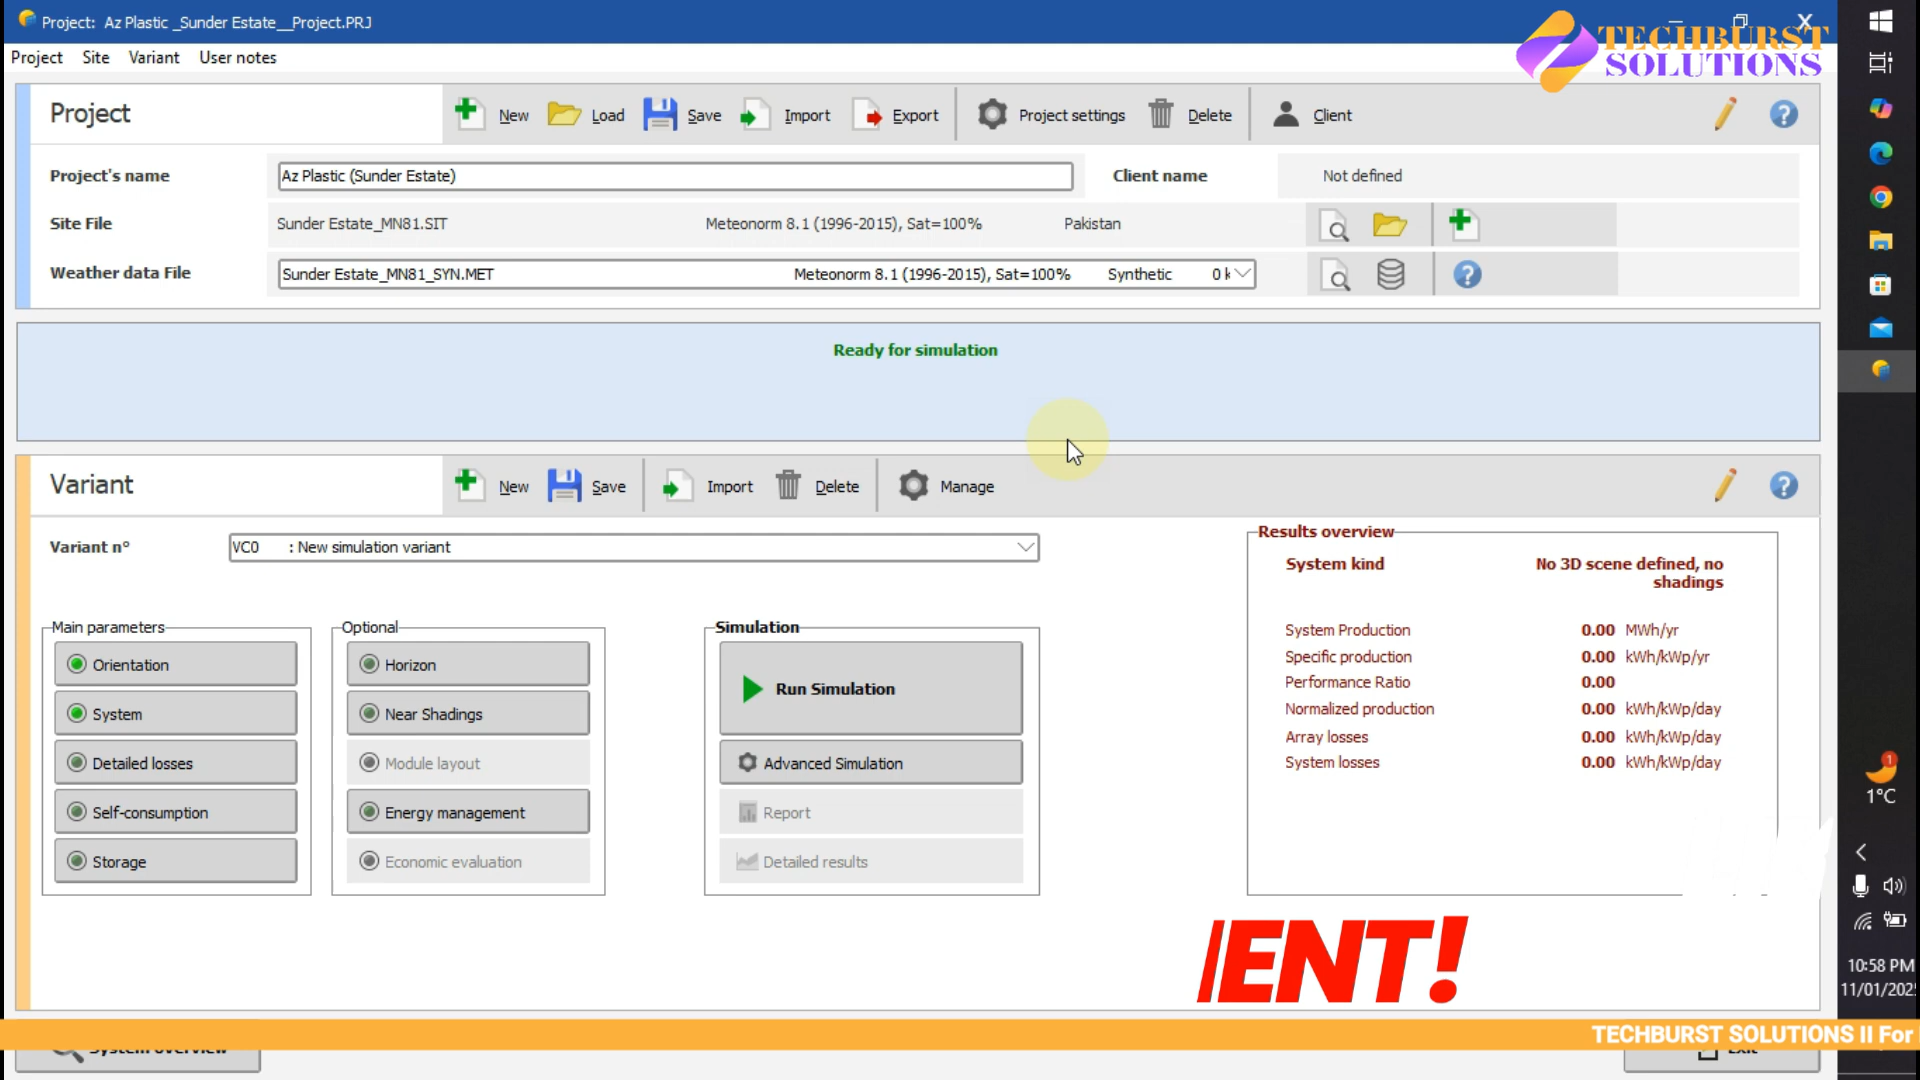 Project: Az Plastic _Sunder Estate__Project.PRJ
TECHBURST
SOLUTIONS
Project Site Variant User notes
Project
New Load Save Import Export Project settings Delete Client
Project's name Az Plastic (Sunder Estate) Client name Not defined
Site File Sunder Estate_MN81.SIT Meteonorm 8.1 (1996-2015), Sat=100% Pakistan
Weather data File Sunder Estate_MN81_SYN.MET Meteonorm 8.1 (1996-2015), Sat=100% Synthetic 0 k
Ready for simulation
Variant
New Save Import Delete Manage
Variant n° VC0 : New simulation variant
Main parameters
Orientation
System
Detailed losses
Self-consumption
Storage
Optional
Horizon
Near Shadings
Module layout
Energy management
Economic evaluation
Simulation
Run Simulation
Advanced Simulation
Report
Detailed results
Results overview
System kind No 3D scene defined, no
shadings
System Production 0.00 MWh/yr
Specific production 0.00 kWh/kWp/yr
Performance Ratio 0.00
Normalized production 0.00 kWh/kWp/day
Array losses 0.00 kWh/kWp/day
System losses 0.00 kWh/kWp/day
1
1°C
10:58 PM
11/01/202
ENT!
TECHBURST SOLUTIONS II For
System overview
Exit